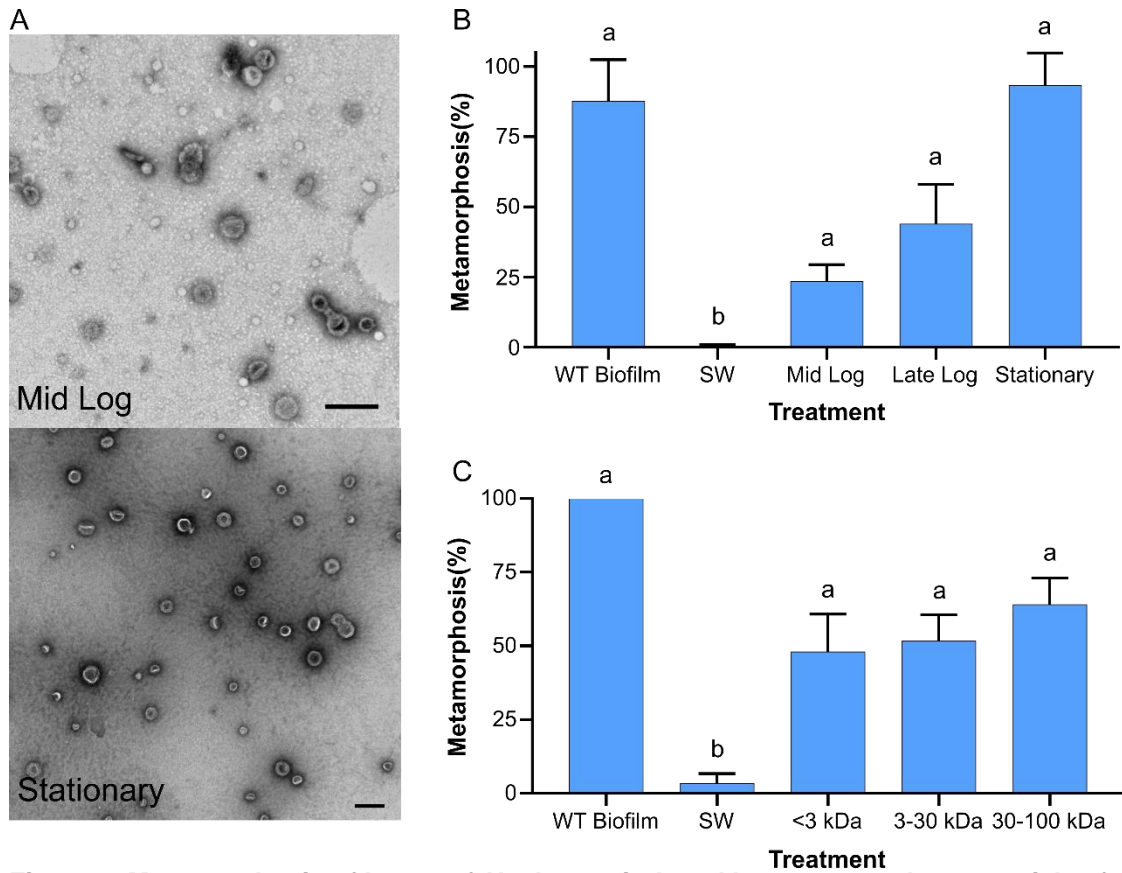 A
Mid Log
Stationary
B
Metamorphosis(%)
100
75
50
25
0
a
b
a
a
a
WT Biofilm
SW
Mid Log
Late Log
Stationary
Treatment
C
Metamorphosis(%)
100
75
50
25
0
a
b
a
a
a
WT Biofilm
SW
<3 kDa
3-30 kDa
30-100 kDa
Treatment